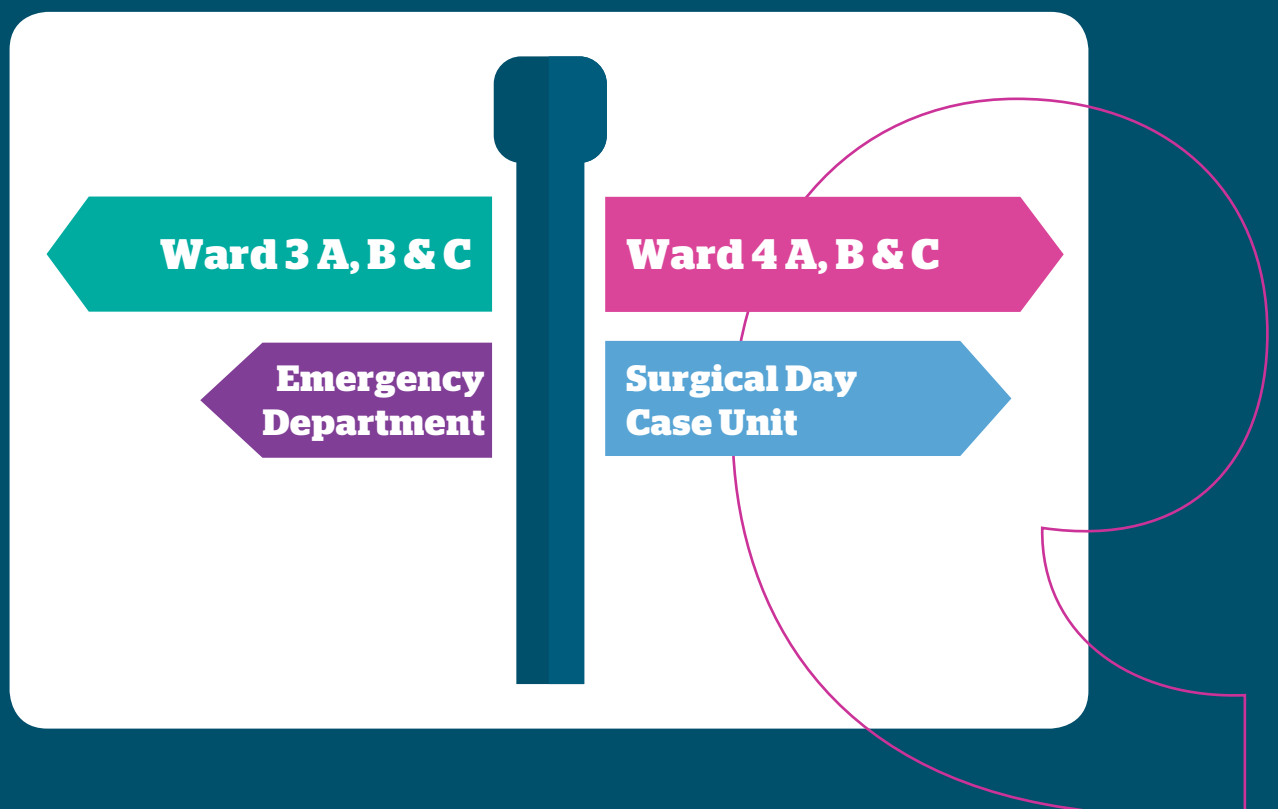 Ward 3 A, B & C
Ward 4 A, B & C
Emergency
Department
Surgical Day
Case Unit